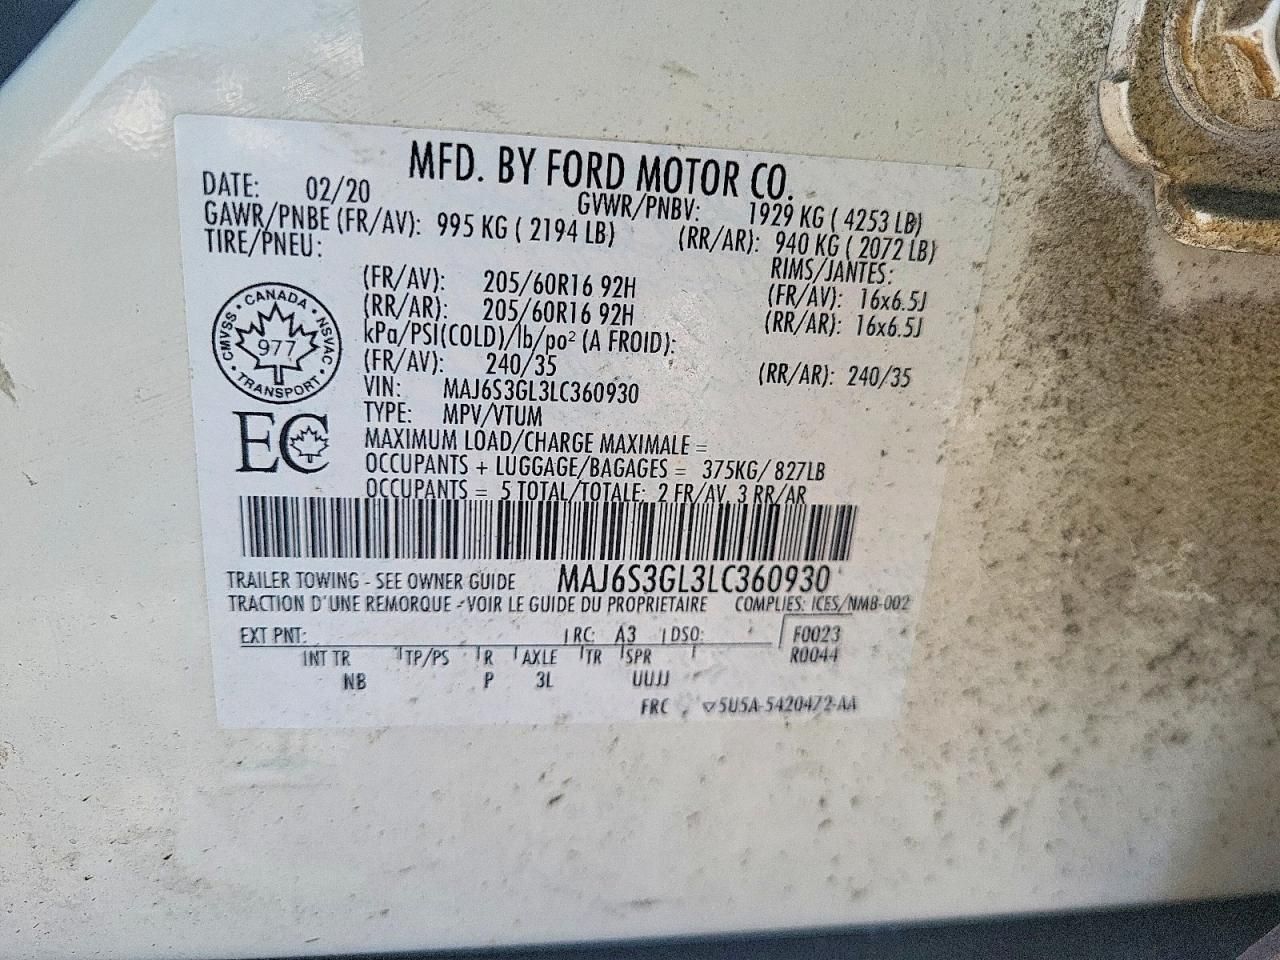 MFD. BY FORD MOTOR CO.
DATE: 02/20 GVWR/PNBV: 1929 KG ( 4253 LB)
GAWR/PNBE (FR/AV): 995 KG ( 2194 LB) (RR/AR): 940 KG ( 2072 LB)
TIRE/PNEU: RIMS/JANTES:
(FR/AV): 205/60R16 92H (FR/AV): 16x6.5J
(RR/AR): 205/60R16 92H (RR/AR): 16x6.5J
kPa/PSI(COLD)/lb/po² (A FROID):
(FR/AV): 240/35 (RR/AR): 240/35
CANADA NSVAC TRANSPORT CMVSS
977
VIN: MAJ6S3GL3LC360930
TYPE: MPV/VTUM
EC
MAXIMUM LOAD/CHARGE MAXIMALE =
OCCUPANTS + LUGGAGE/BAGAGES = 375KG/ 827LB
OCCUPANTS = 5 TOTAL/TOTALE: 2 FR/AV, 3 RR/AR
TRAILER TOWING - SEE OWNER GUIDE MAJ6S3GL3LC360930
TRACTION D'UNE REMORQUE - VOIR LE GUIDE DU PROPRIETAIRE COMPLIES: ICES/NMB-002
EXT PNT: RC: A3 DSO: F0023
INT TR TP/PS R AXLE TR SPR R0044
NB P 3L UUJJ
FRC 5U5A-5420472-AA